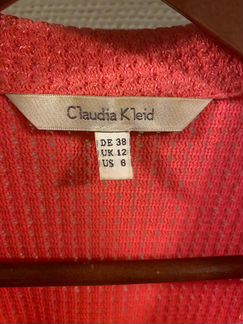 Claudia Kleid
DE 38
UK 12
US 8